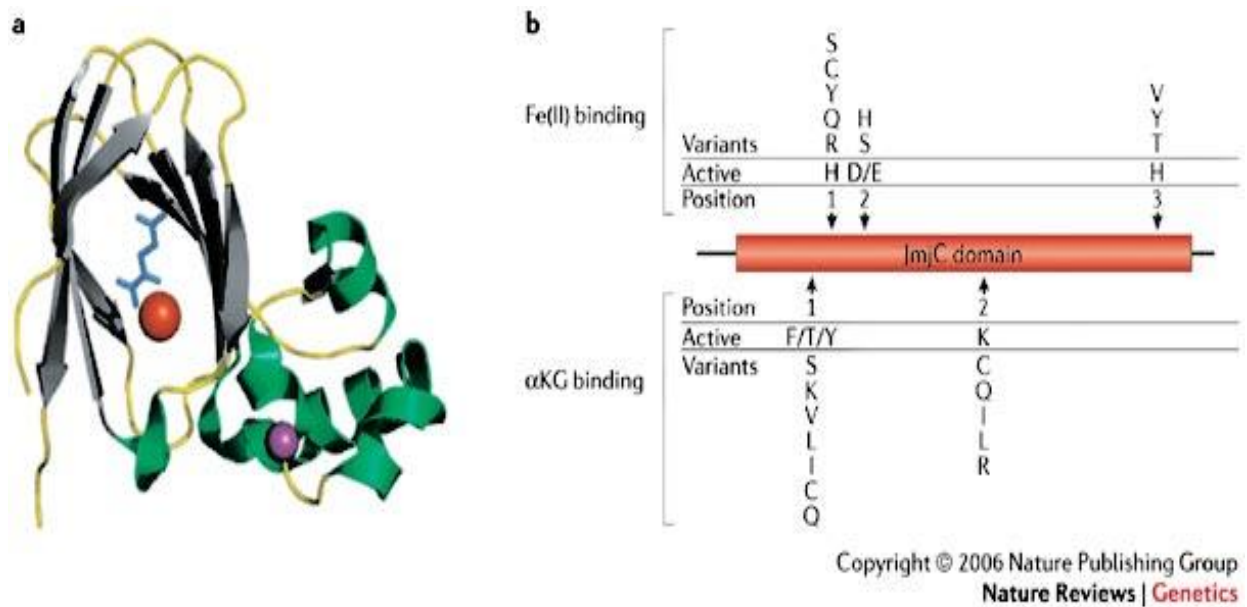 a
b
Fe(II) binding
S
C
Y
Q H V
Y
Variants R S T
Active H D/E H
Position 1 2 3
JmjC domain
Position 1 2
Active F/T/Y K
αKG binding
Variants S C
K Q
V I
L L
I R
C
Q
Copyright © 2006 Nature Publishing Group
Nature Reviews | Genetics